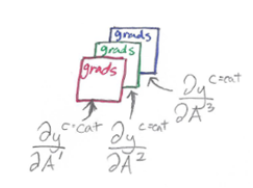 grads
grads
grads
∂y^c=cat/∂A^3
∂y^c=cat/∂A^1
∂y^c=cat/∂A^2